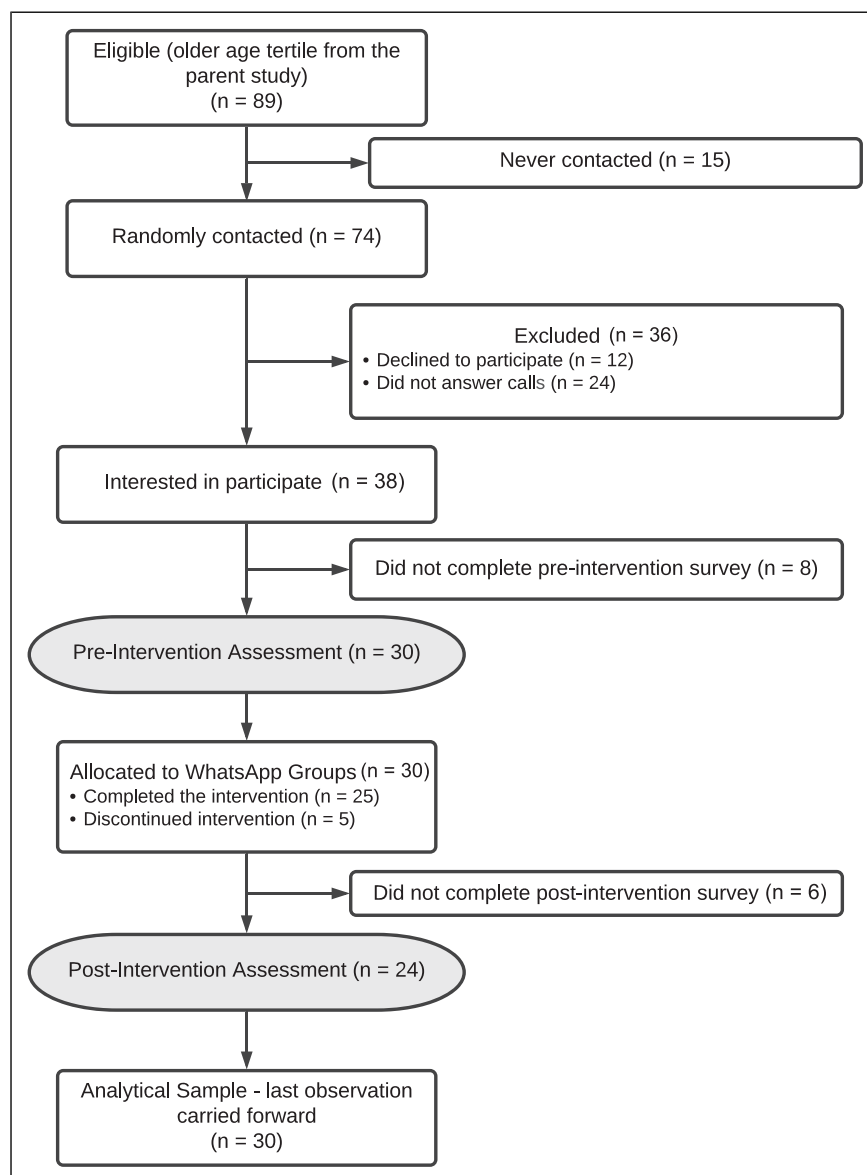 Eligible (older age tertile from the
parent study)
(n = 89)
Never contacted (n = 15)
Randomly contacted (n = 74)
Excluded (n = 36)
• Declined to participate (n = 12)
• Did not answer calls (n = 24)
Interested in participate (n = 38)
Did not complete pre-intervention survey (n = 8)
Pre-Intervention Assessment (n = 30)
Allocated to WhatsApp Groups (n = 30)
• Completed the intervention (n = 25)
• Discontinued intervention (n = 5)
Did not complete post-intervention survey (n = 6)
Post-Intervention Assessment (n = 24)
Analytical Sample - last observation
carried forward
(n = 30)